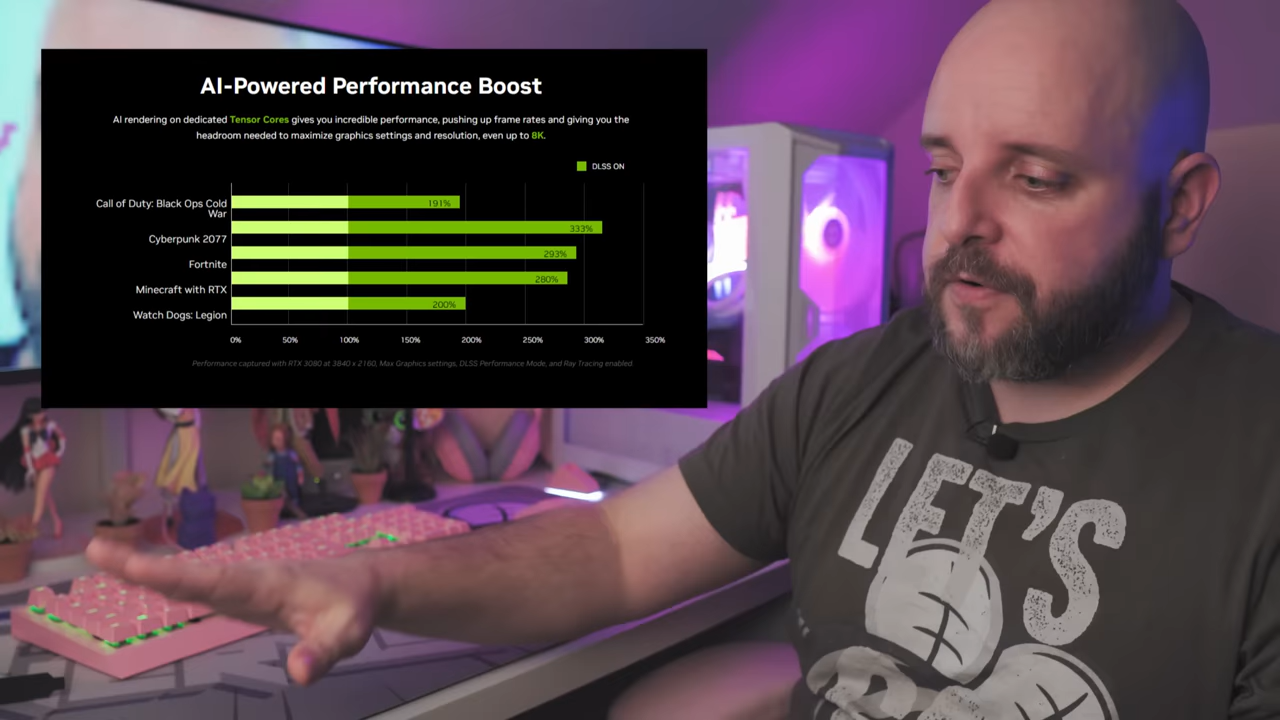 AI-Powered Performance Boost
AI rendering on dedicated Tensor Cores gives you incredible performance, pushing up frame rates and giving you the
headroom needed to maximize graphics settings and resolution, even up to 8K.
DLSS ON
Call of Duty: Black Ops Cold
War
191%
Cyberpunk 2077
333%
Fortnite
293%
Minecraft with RTX
280%
Watch Dogs: Legion
200%
0% 50% 100% 150% 200% 250% 300% 350%
Performance captured with RTX 3080 at 3840 x 2160, Max Graphics settings, DLSS Performance Mode, and Ray Tracing enabled
LET'S